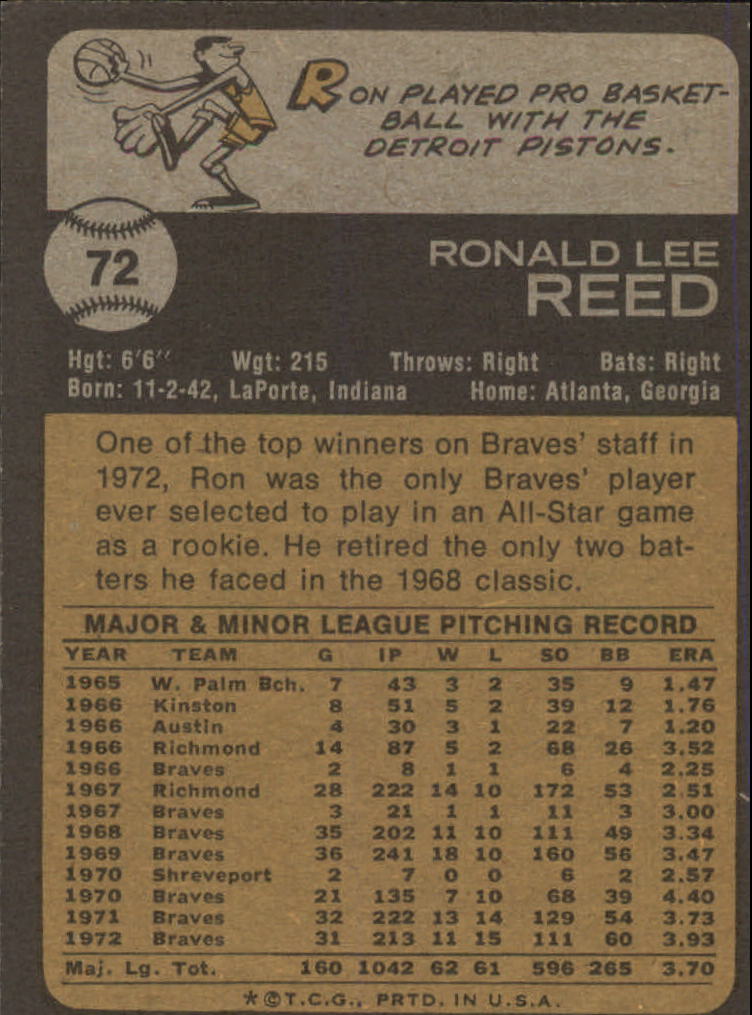 RON PLAYED PRO BASKET-
BALL WITH THE
DETROIT PISTONS.
72
RONALD LEE
REED
Hgt: 6'6" Wgt: 215 Throws: Right Bats: Right
Born: 11-2-42, LaPorte, Indiana Home: Atlanta, Georgia
One of the top winners on Braves' staff in
1972, Ron was the only Braves' player
ever selected to play in an All-Star game
as a rookie. He retired the only two bat-
ters he faced in the 1968 classic.
MAJOR & MINOR LEAGUE PITCHING RECORD
YEAR TEAM G IP W L SO BB ERA
1965 W. Palm Bch. 7 43 3 2 35 9 1.47
1966 Kinston 8 51 5 2 39 12 1.76
1966 Austin 4 30 3 1 22 7 1.20
1966 Richmond 14 87 5 2 68 26 3.52
1966 Braves 2 8 1 1 6 4 2.25
1967 Richmond 28 222 14 10 172 53 2.51
1967 Braves 3 21 1 1 11 3 3.00
1968 Braves 35 202 11 10 111 49 3.34
1969 Braves 36 241 18 10 160 56 3.47
1970 Shreveport 2 7 0 0 6 2 2.57
1970 Braves 21 135 7 10 68 39 4.40
1971 Braves 32 222 13 14 129 54 3.73
1972 Braves 31 213 11 15 111 60 3.93
Maj. Lg. Tot. 160 1042 62 61 596 265 3.70
*©T.C.G., PRTD. IN U.S.A.